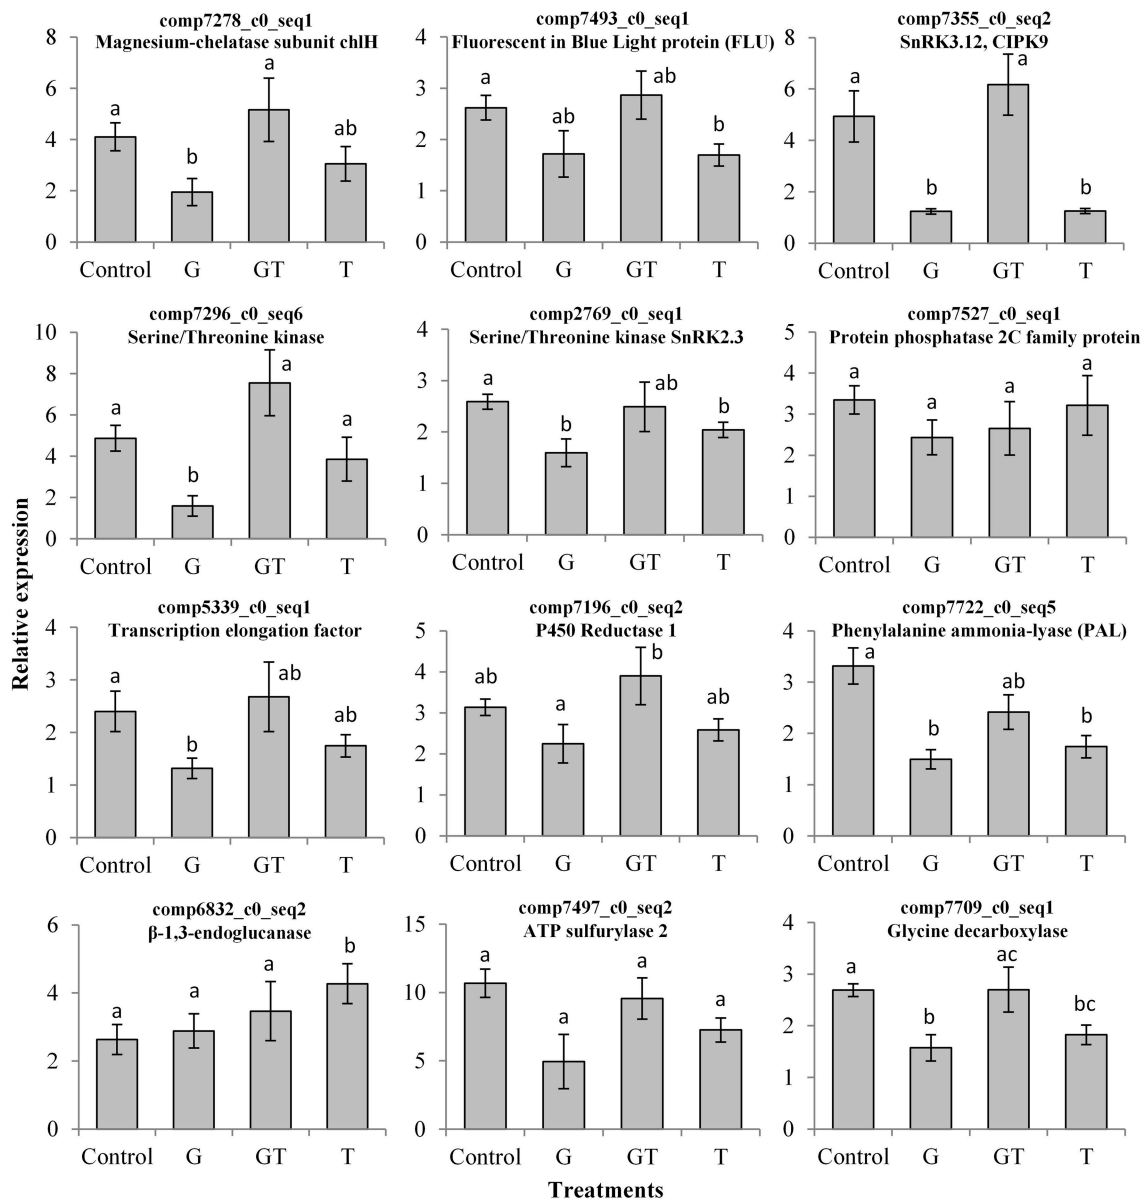 Relative expression
comp7278_c0_seq1
Magnesium-chelatase subunit chlH
8
6
4
2
0
a
b
a
ab
Control G GT T
comp7493_c0_seq1
Fluorescent in Blue Light protein (FLU)
4
3
2
1
0
a
ab
ab
b
Control G GT T
comp7355_c0_seq2
SnRK3.12, CIPK9
8
6
4
2
0
a
b
a
b
Control G GT T
comp7296_c0_seq6
Serine/Threonine kinase
10
8
6
4
2
0
a
b
a
a
Control G GT T
comp2769_c0_seq1
Serine/Threonine kinase SnRK2.3
4
3
2
1
0
a
b
ab
b
Control G GT T
comp7527_c0_seq1
Protein phosphatase 2C family protein
5
4
3
2
1
0
a
a
a
a
Control G GT T
comp5339_c0_seq1
Transcription elongation factor
4
3
2
1
0
a
b
ab
ab
Control G GT T
comp7196_c0_seq2
P450 Reductase 1
5
4
3
2
1
0
ab
a
b
ab
Control G GT T
comp7722_c0_seq5
Phenylalanine ammonia-lyase (PAL)
4
3
2
1
0
a
b
ab
b
Control G GT T
comp6832_c0_seq2
β-1,3-endoglucanase
6
4
2
0
a
a
a
b
Control G GT T
comp7497_c0_seq2
ATP sulfurylase 2
15
10
5
0
a
a
a
a
Control G GT T
comp7709_c0_seq1
Glycine decarboxylase
4
3
2
1
0
a
b
ac
bc
Control G GT T
Treatments